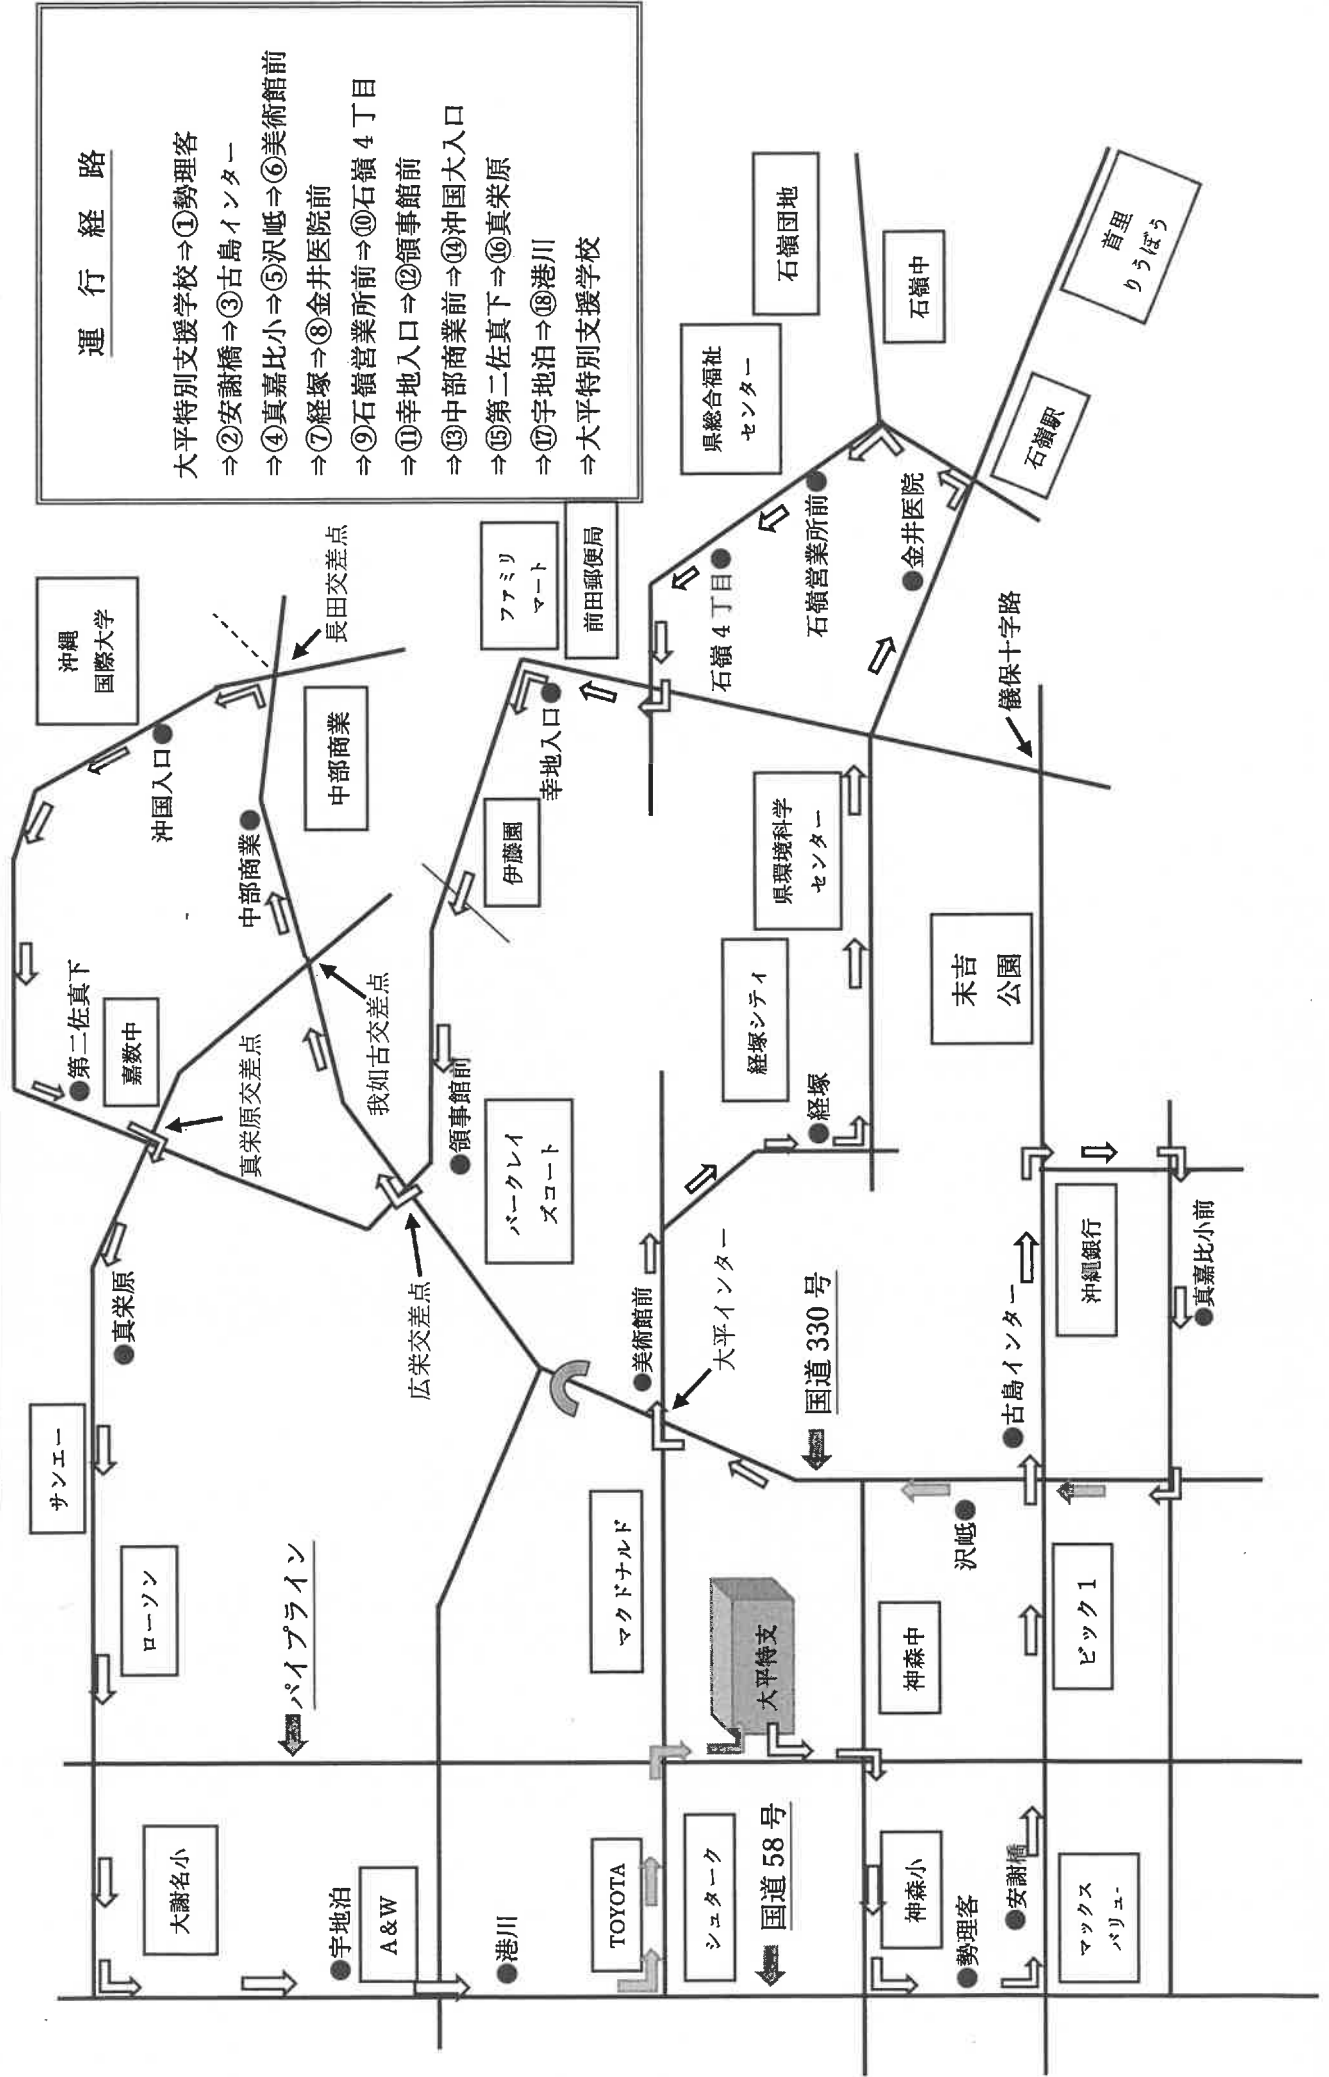 運行経路
大平特別支援学校⇒①勢理客
⇒②安謝橋⇒③古島インター
⇒④真嘉比小⇒⑤沢岻⇒⑥美術館前
⇒⑦経塚⇒⑧金井医院前
⇒⑨石嶺営業所前⇒⑩石嶺4丁目
⇒⑪幸地入口⇒⑫領事館前
⇒⑬中部商業前⇒⑭沖国大入口
⇒⑮第二佐真下⇒⑯真栄原
⇒⑰宇地泊⇒⑱港川
⇒大平特別支援学校
沖縄
国際大学
長田交差点
沖国入口
中部商業
中部商業
ファミリ
マート
前田郵便局
幸地入口
伊藤園
第二佐真下
嘉数中
真栄原交差点
我如古交差点
領事館前
パークレイ
ズコート
広栄交差点
真栄原
サンエー
ローソン
パイプライン
大謝名小
宇地泊
A&W
港川
TOYOTA
シュターク
国道58号
マクドナルド
大平特支
美術館前
大平インター
国道330号
経塚シティ
経塚
県環境科学
センター
県総合福祉
センター
石嶺団地
石嶺中
首里
りうぼう
石嶺駅
石嶺営業所前
石嶺4丁目
金井医院
儀保十字路
末吉
公園
沖縄銀行
真嘉比小前
古島インター
沢岻
神森中
ビック1
神森小
勢理客
安謝橋
マックス
バリュ-